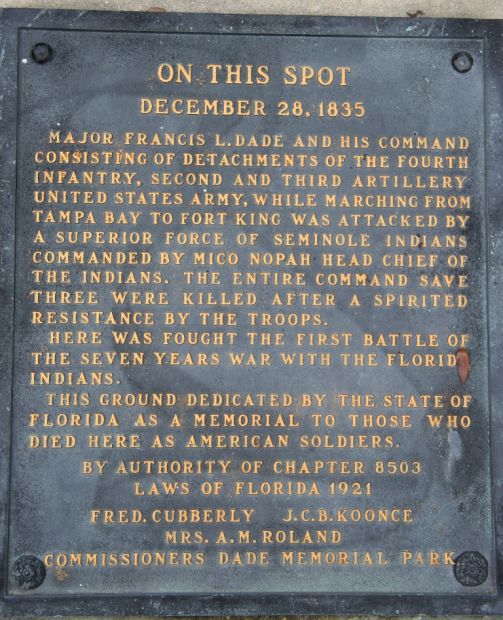 ON THIS SPOT
DECEMBER 28, 1835
MAJOR FRANCIS L. DADE AND HIS COMMAND
CONSISTING OF DETACHMENTS OF THE FOURTH
INFANTRY, SECOND AND THIRD ARTILLERY
UNITED STATES ARMY, WHILE MARCHING FROM
TAMPA BAY TO FORT KING WAS ATTACKED BY
A SUPERIOR FORCE OF SEMINOLE INDIANS
COMMANDED BY MICO NOPAH HEAD CHIEF OF
THE INDIANS. THE ENTIRE COMMAND SAVE
THREE WERE KILLED AFTER A SPIRITED
RESISTANCE BY THE TROOPS.
HERE WAS FOUGHT THE FIRST BATTLE OF
THE SEVEN YEARS WAR WITH THE FLORIDA
INDIANS.
THIS GROUND DEDICATED BY THE STATE OF
FLORIDA AS A MEMORIAL TO THOSE WHO
DIED HERE AS AMERICAN SOLDIERS.
BY AUTHORITY OF CHAPTER 8503
LAWS OF FLORIDA 1921
FRED. CUBBERLY J.C.B. KOONCE
MRS. A.M. ROLAND
COMMISSIONERS DADE MEMORIAL PARK